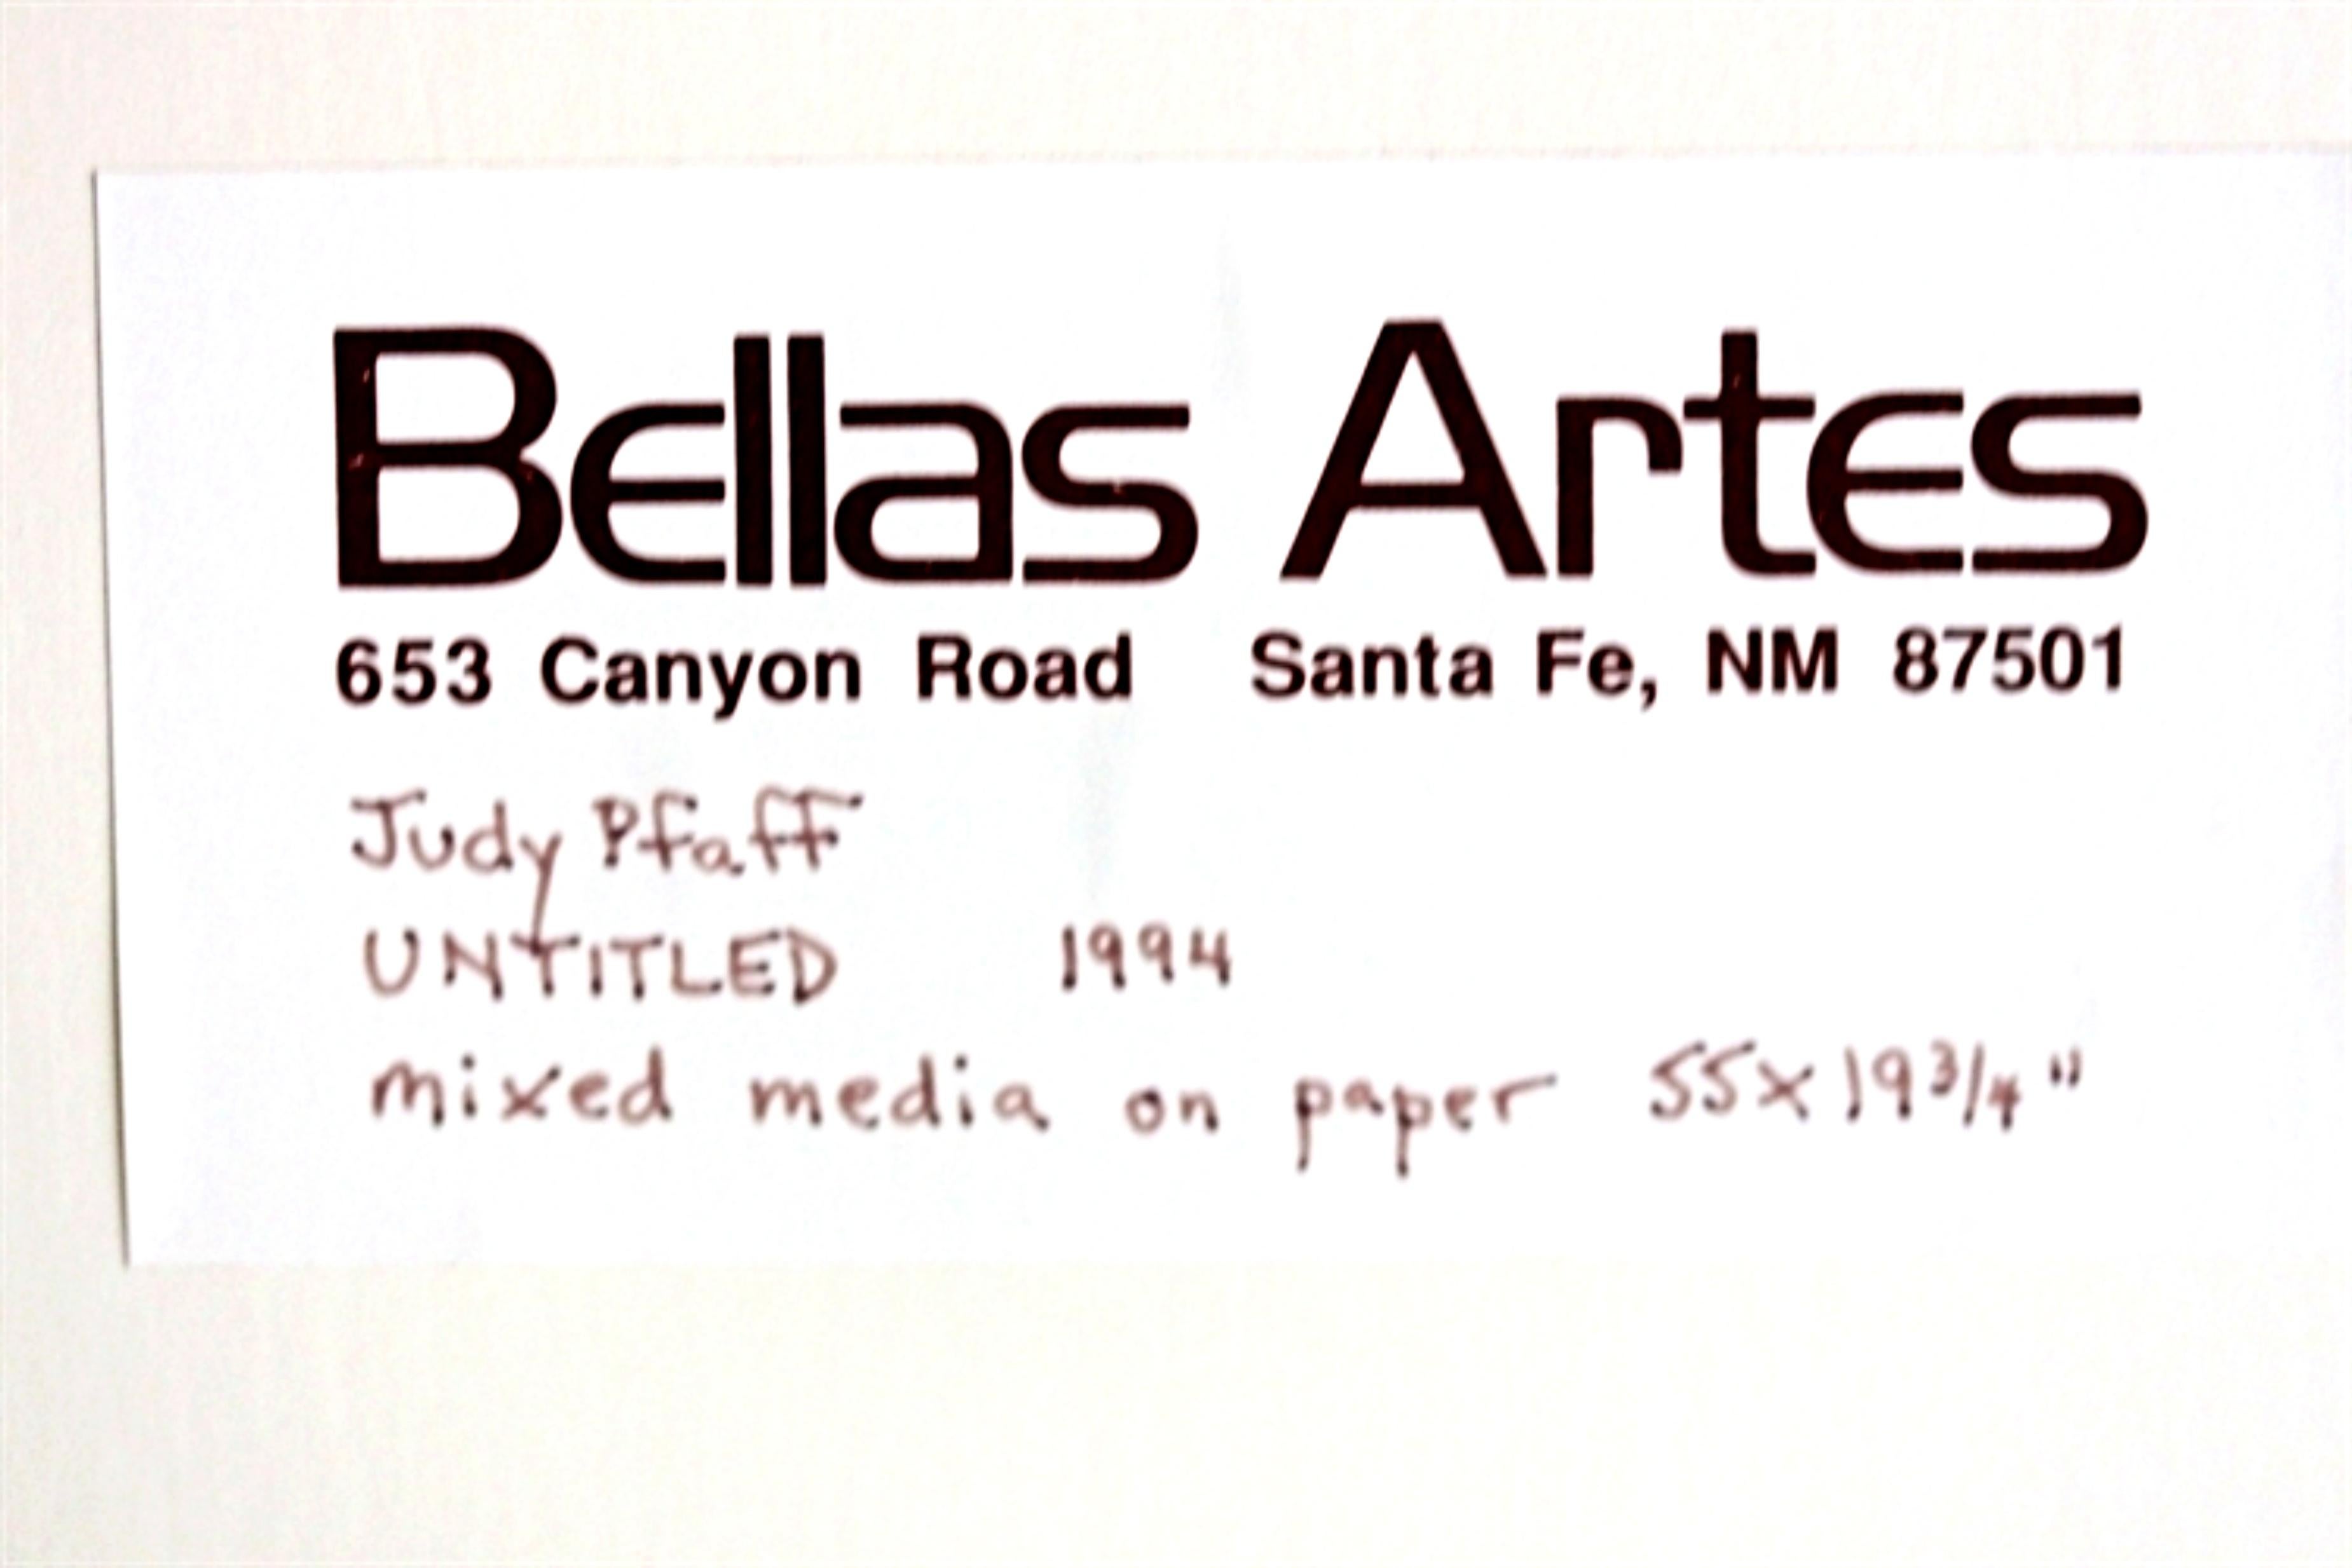 Bellas Artes
653 Canyon Road Santa Fe, NM 87501
Judy Pfaff
UNTITLED 1994
mixed media on paper 55x19 3/4"